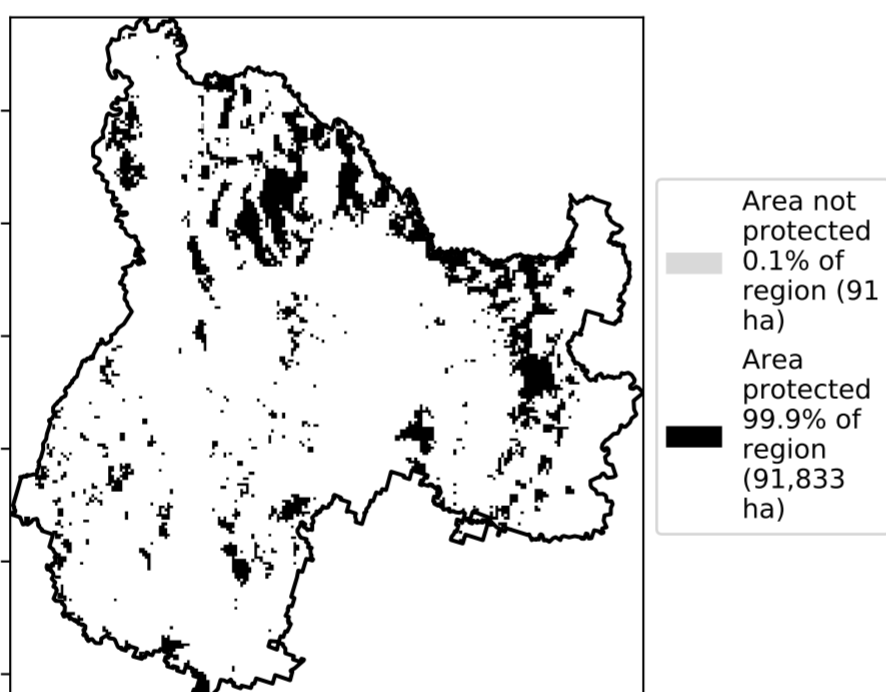 Area not
protected
0.1% of
region (91
ha)
Area
protected
99.9% of
region
(91,833
ha)